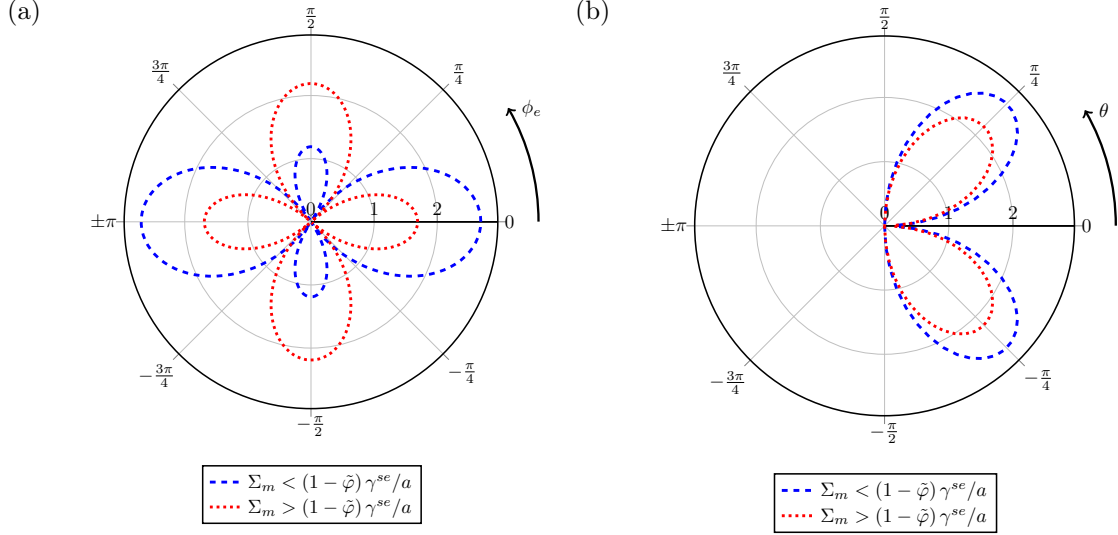 (a)
π/2
3π/4
π/4
ϕ_e
±π
0
1
2
0
−3π/4
−π/4
−π/2
Σ_m < (1 − φ̃) γ^{se}/a
Σ_m > (1 − φ̃) γ^{se}/a
(b)
π/2
3π/4
π/4
θ
±π
0
1
2
0
−3π/4
−π/4
−π/2
Σ_m < (1 − φ̃) γ^{se}/a
Σ_m > (1 − φ̃) γ^{se}/a